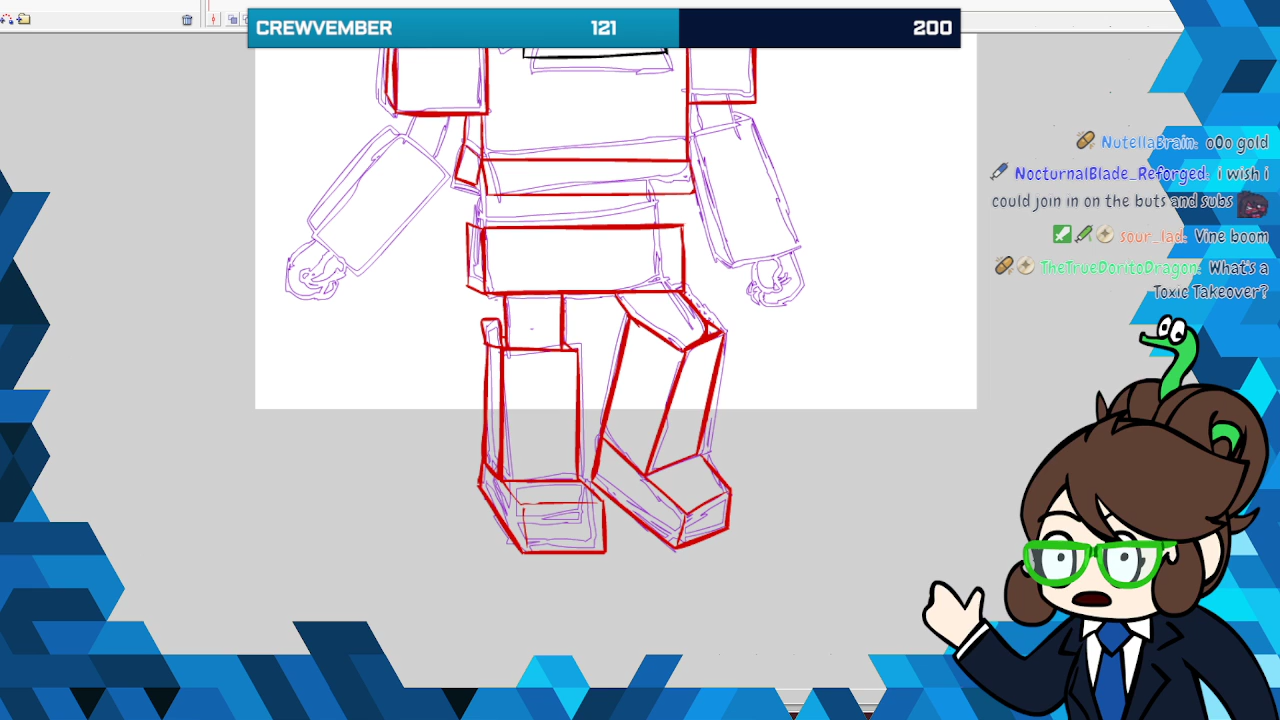 CREWVEMBER 121 200
NutellaBrain: oOo gold
NocturnalBlade_Reforged: i wish i
could join in on the buts and subs
sour_lad: Vine boom
TheTrueDoritoDragon: What's a
Toxic Takeover?